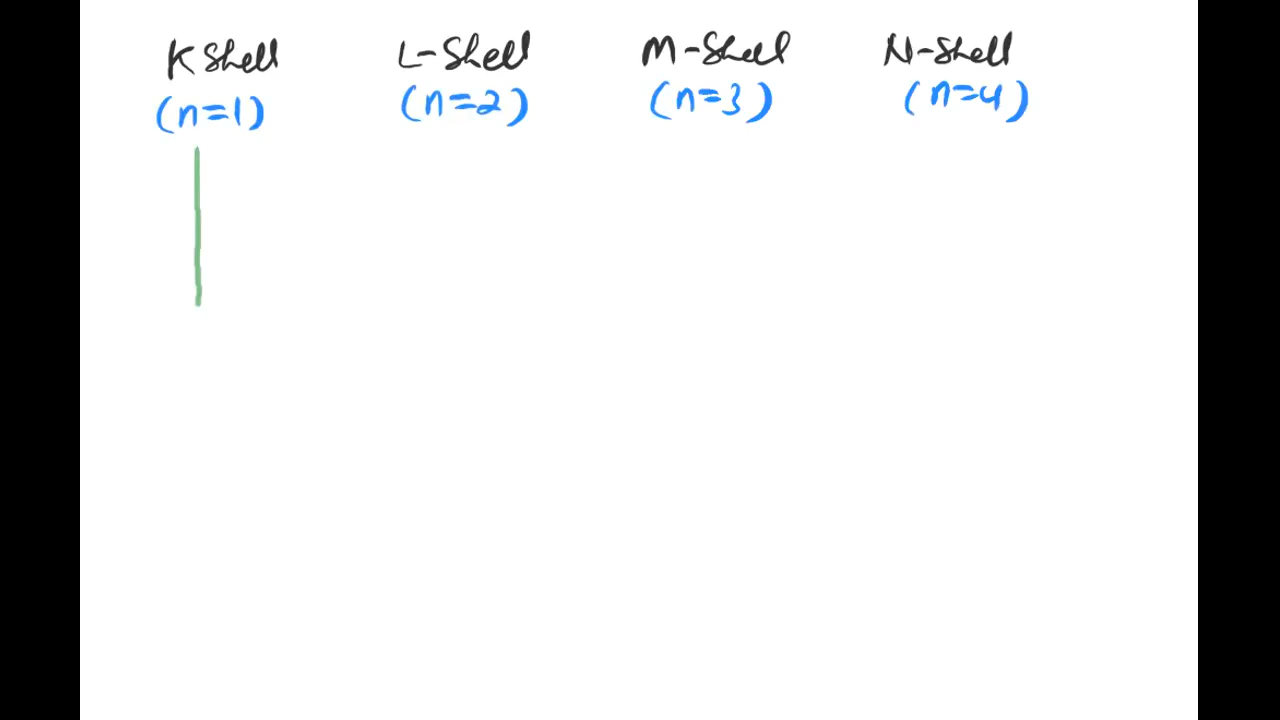 K Shell L-Shell M-Shell N-Shell
(n=1) (n=2) (n=3) (n=4)